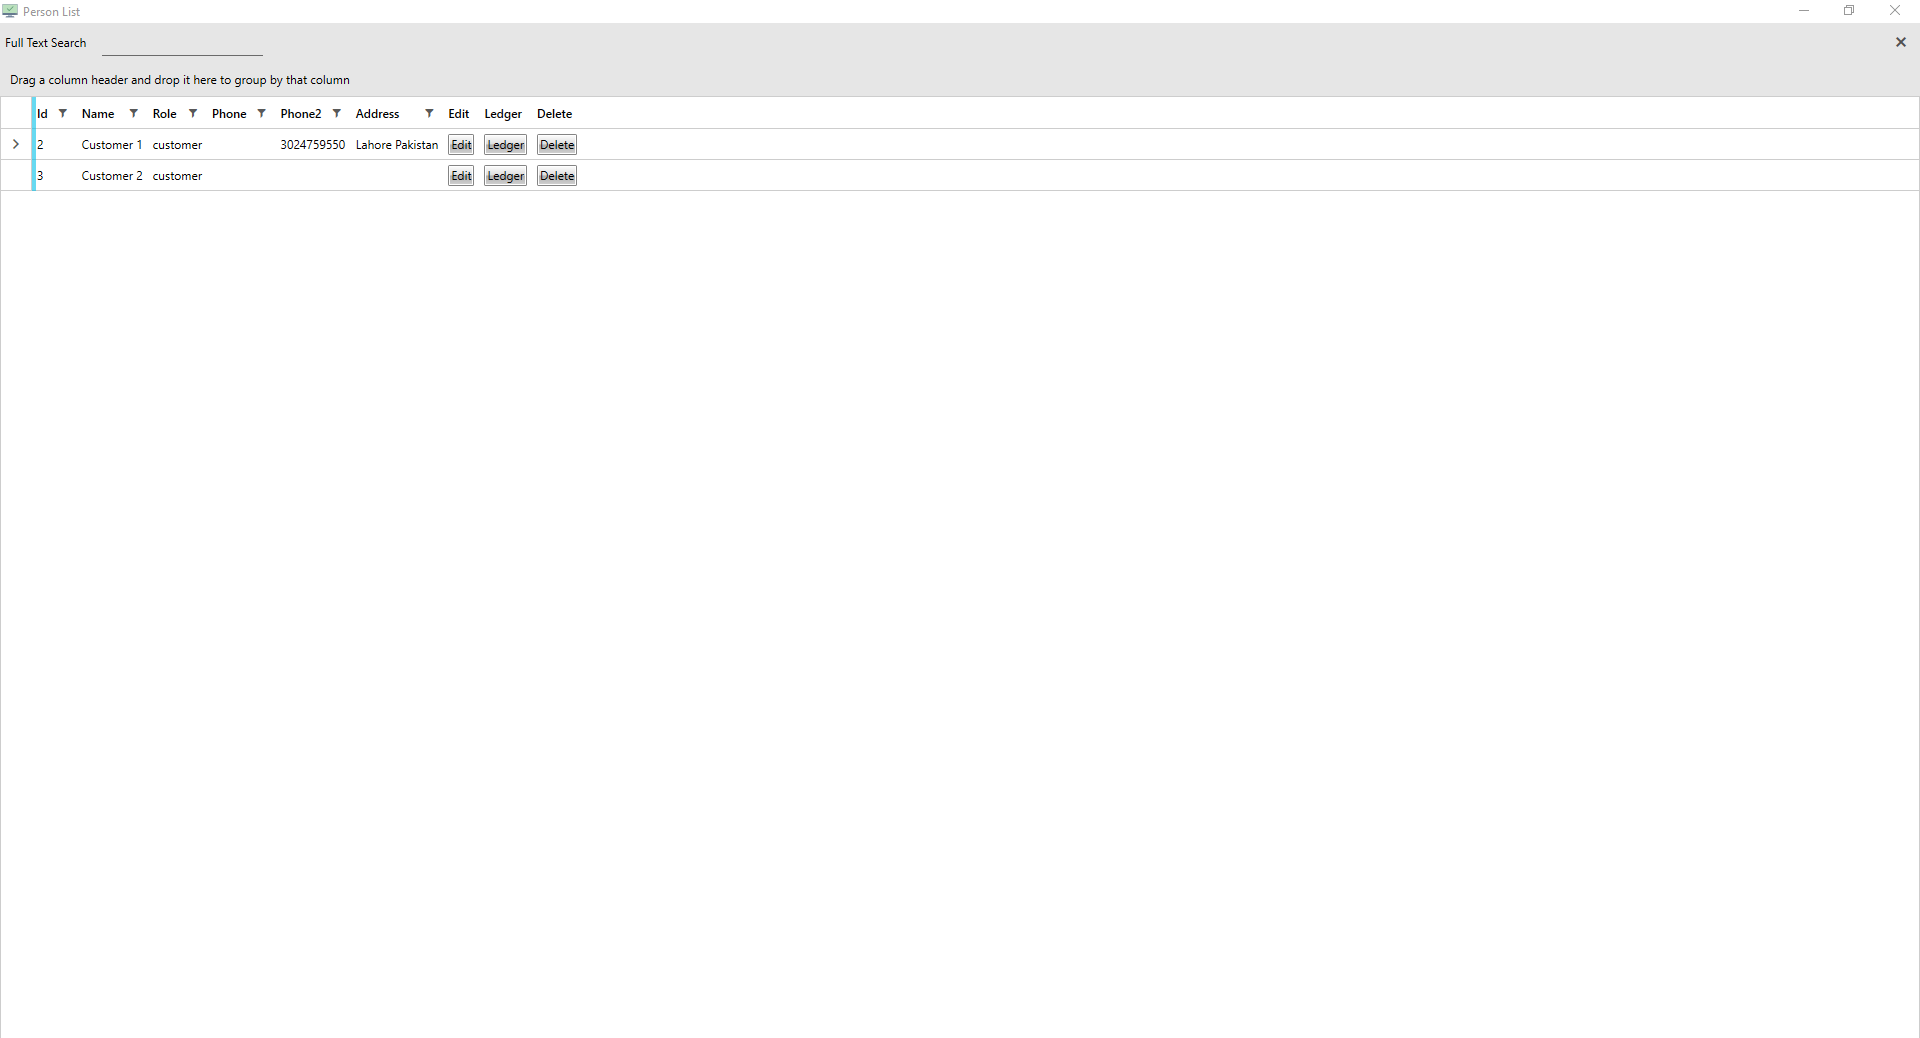 Person List
Full Text Search
Drag a column header and drop it here to group by that column
Id Name Role Phone Phone2 Address Edit Ledger Delete
2 Customer 1 customer 3024759550 Lahore Pakistan Edit Ledger Delete
3 Customer 2 customer Edit Ledger Delete